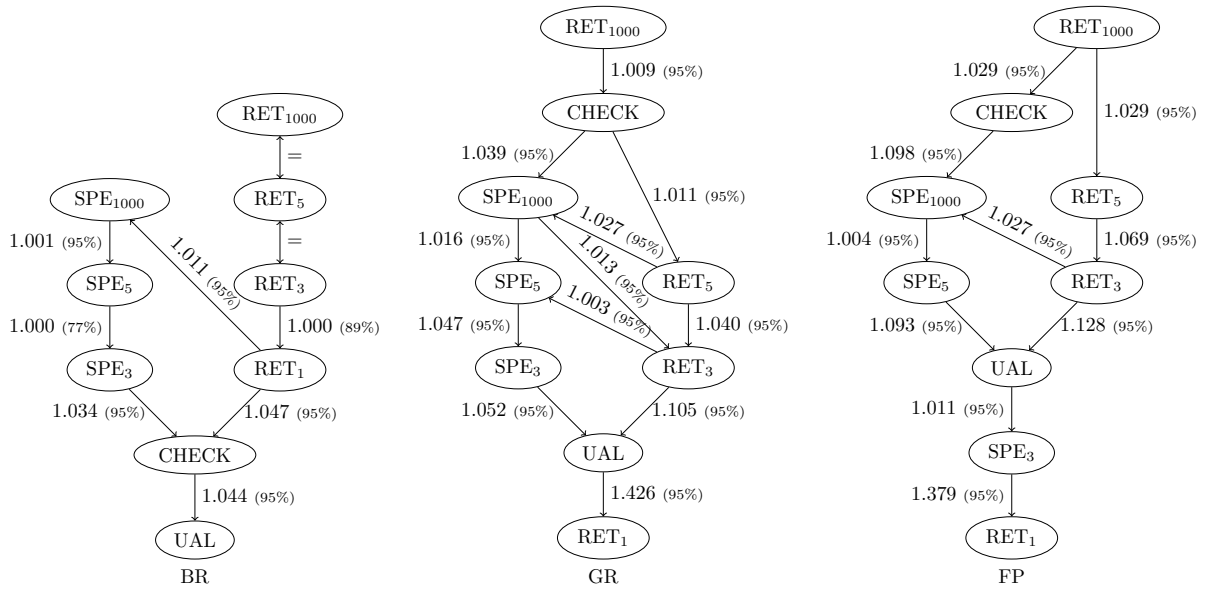 RET1000
=
SPE1000
RET5
1.001 (95%)
1.011 (95%)
=
SPE5
RET3
1.000 (77%)
1.000 (89%)
SPE3
RET1
1.034 (95%)
1.047 (95%)
CHECK
1.044 (95%)
UAL
BR
RET1000
1.009 (95%)
CHECK
1.039 (95%)
1.011 (95%)
SPE1000
1.027 (95%)
1.016 (95%)
1.013 (95%)
SPE5
RET5
1.003 (95%)
1.047 (95%)
1.040 (95%)
SPE3
RET3
1.052 (95%)
1.105 (95%)
UAL
1.426 (95%)
RET1
GR
RET1000
1.029 (95%)
1.029 (95%)
CHECK
1.098 (95%)
SPE1000
RET5
1.027 (95%)
1.004 (95%)
1.069 (95%)
SPE5
RET3
1.093 (95%)
1.128 (95%)
UAL
1.011 (95%)
SPE3
1.379 (95%)
RET1
FP